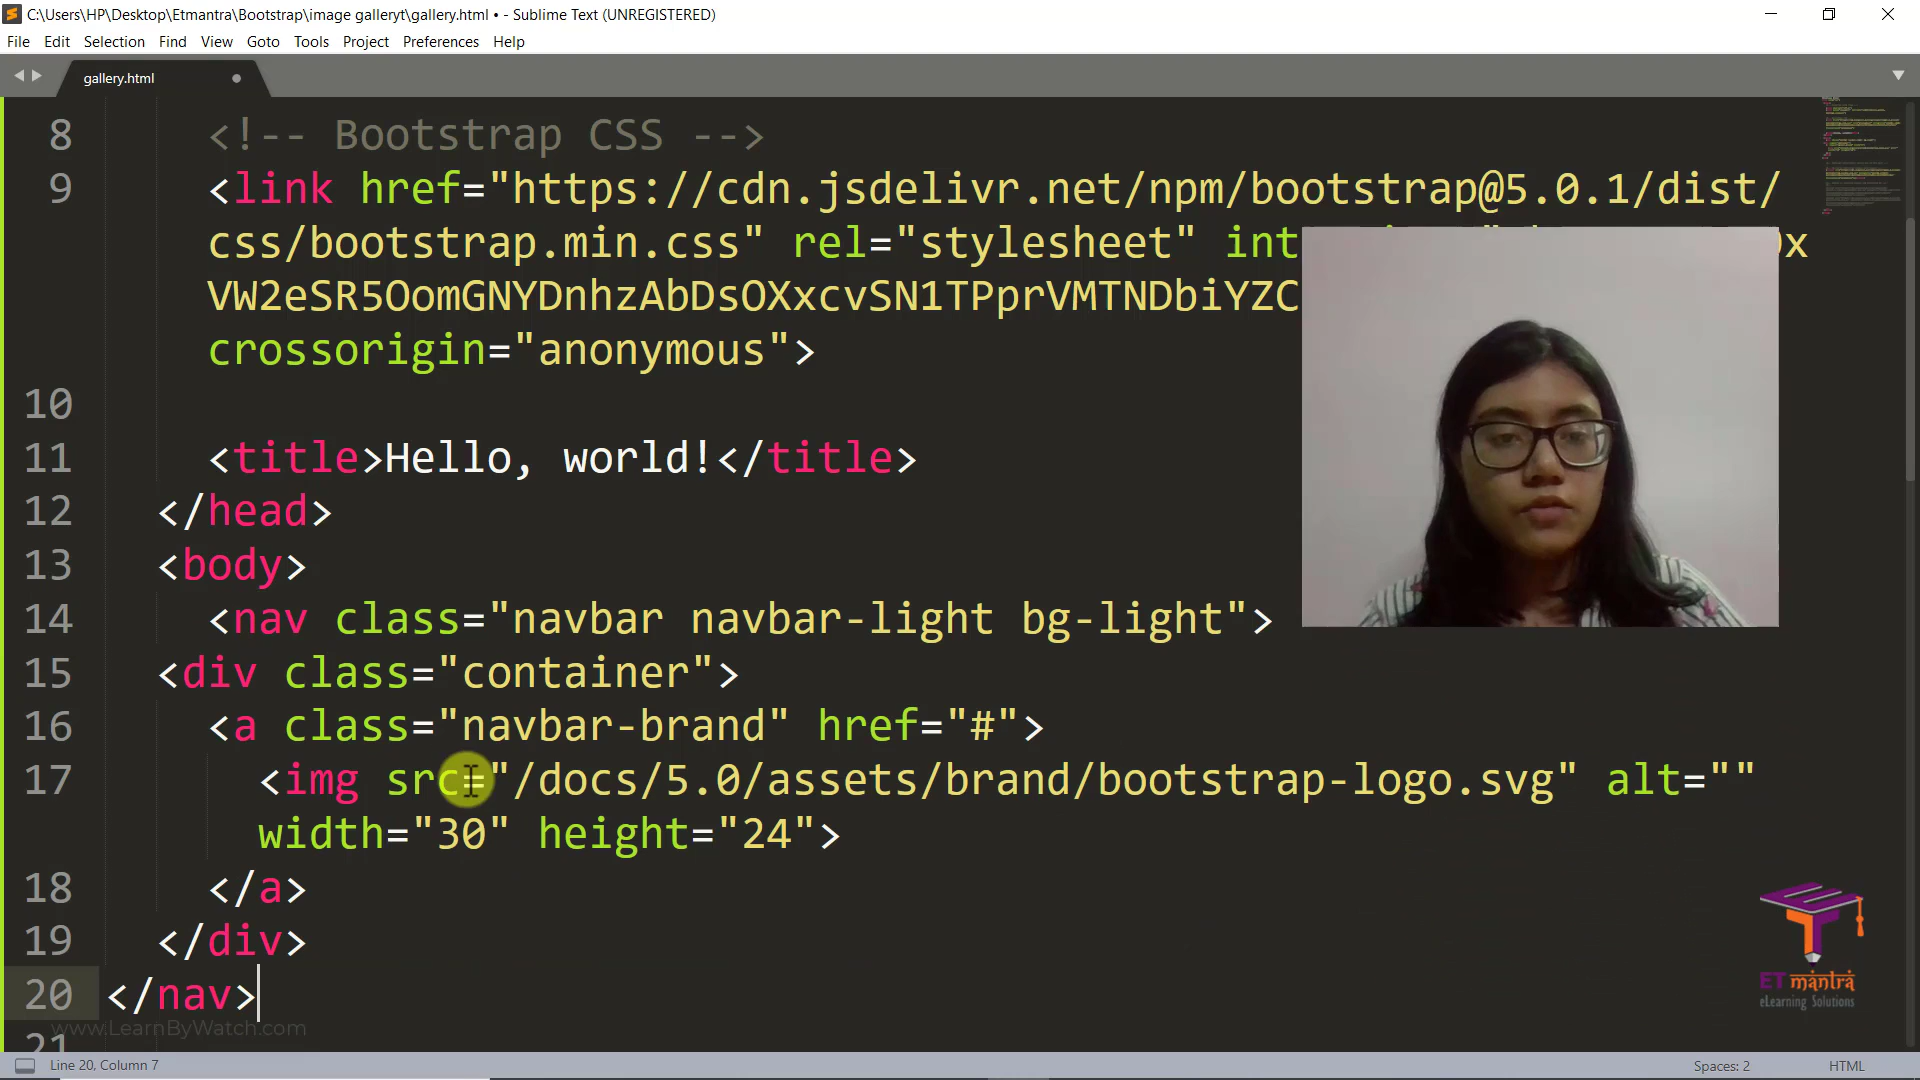 C:\Users\HP\Desktop\Etmantra\Bootstrap\image galleryt\gallery.html • - Sublime Text (UNREGISTERED)
File Edit Selection Find View Goto Tools Project Preferences Help
gallery.html
8 <!-- Bootstrap CSS -->
9 <link href="https://cdn.jsdelivr.net/npm/bootstrap@5.0.1/dist/
css/bootstrap.min.css" rel="stylesheet" int
VW2eSR5OomGNYDnhzAbDsOXxcvSN1TPprVMTNDbiYZC
crossorigin="anonymous">
10
11 <title>Hello, world!</title>
12 </head>
13 <body>
14 <nav class="navbar navbar-light bg-light">
15 <div class="container">
16 <a class="navbar-brand" href="#">
17 <img src="/docs/5.0/assets/brand/bootstrap-logo.svg" alt=""
width="30" height="24">
18 </a>
19 </div>
20 </nav>
www.LearnByWatch.com
21
ET mantra
eLearning Solutions
Line 20, Column 7
Spaces: 2
HTML